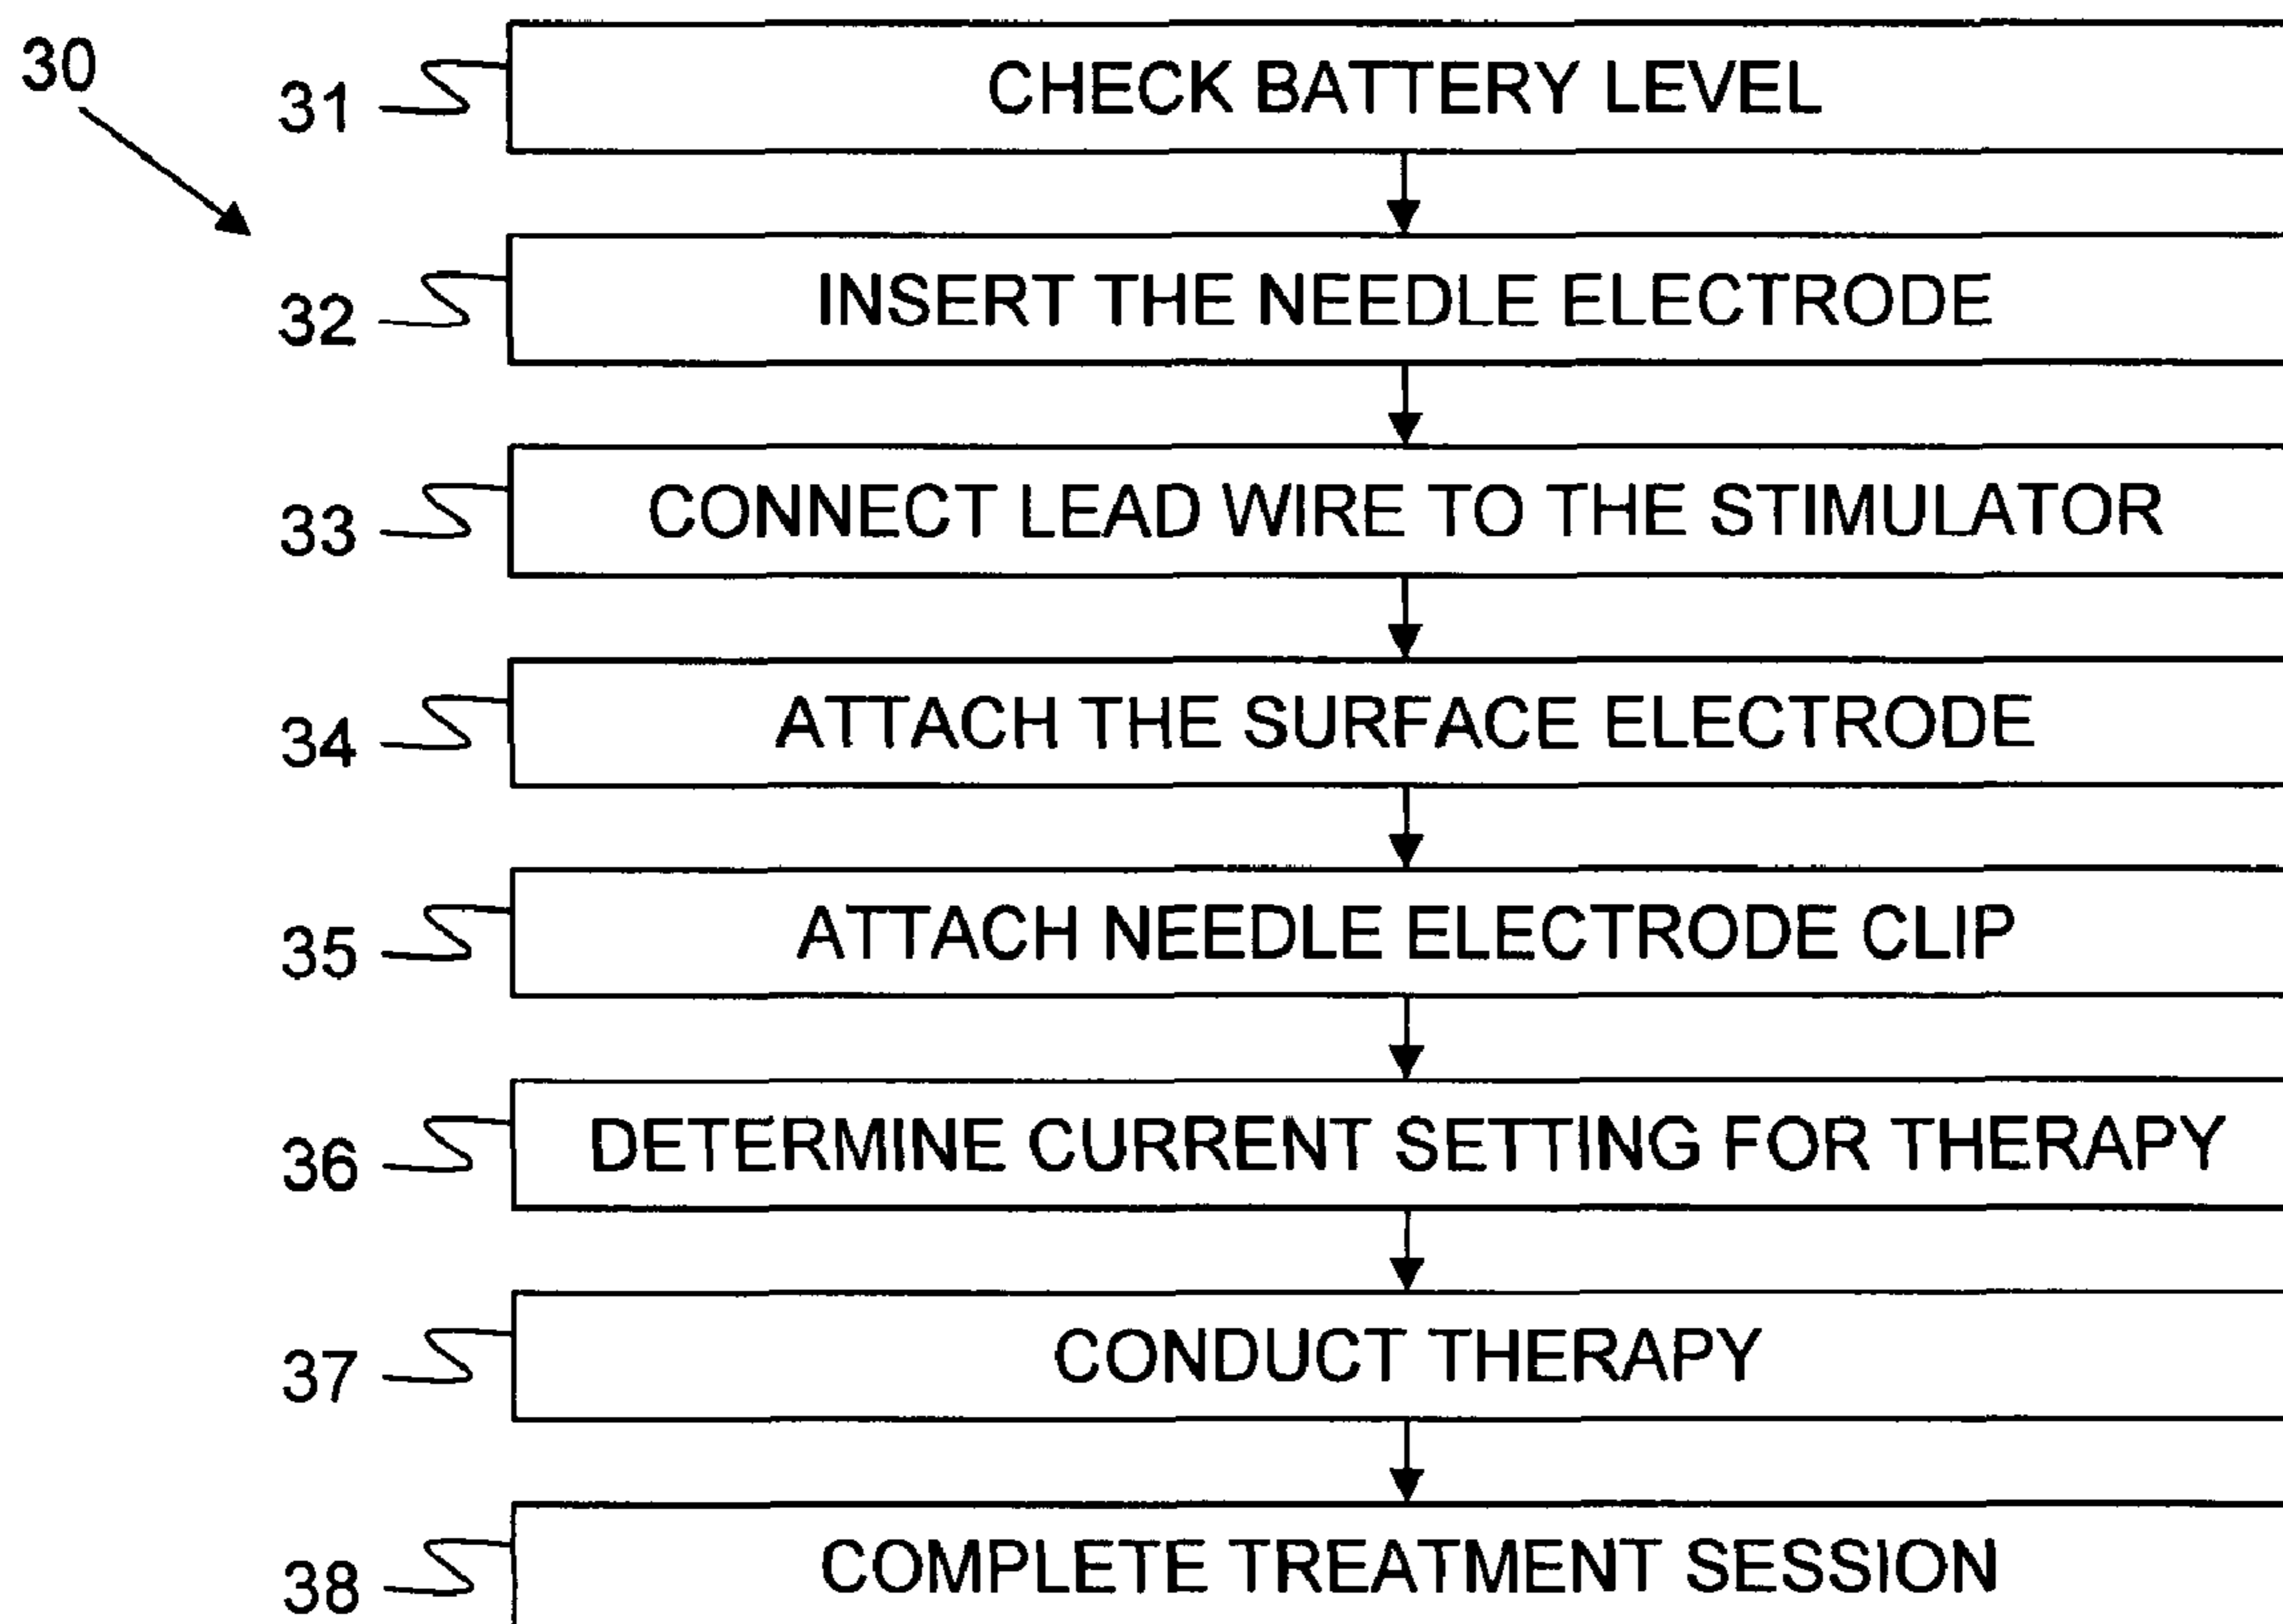 30
31 CHECK BATTERY LEVEL
32 INSERT THE NEEDLE ELECTRODE
33 CONNECT LEAD WIRE TO THE STIMULATOR
34 ATTACH THE SURFACE ELECTRODE
35 ATTACH NEEDLE ELECTRODE CLIP
36 DETERMINE CURRENT SETTING FOR THERAPY
37 CONDUCT THERAPY
38 COMPLETE TREATMENT SESSION